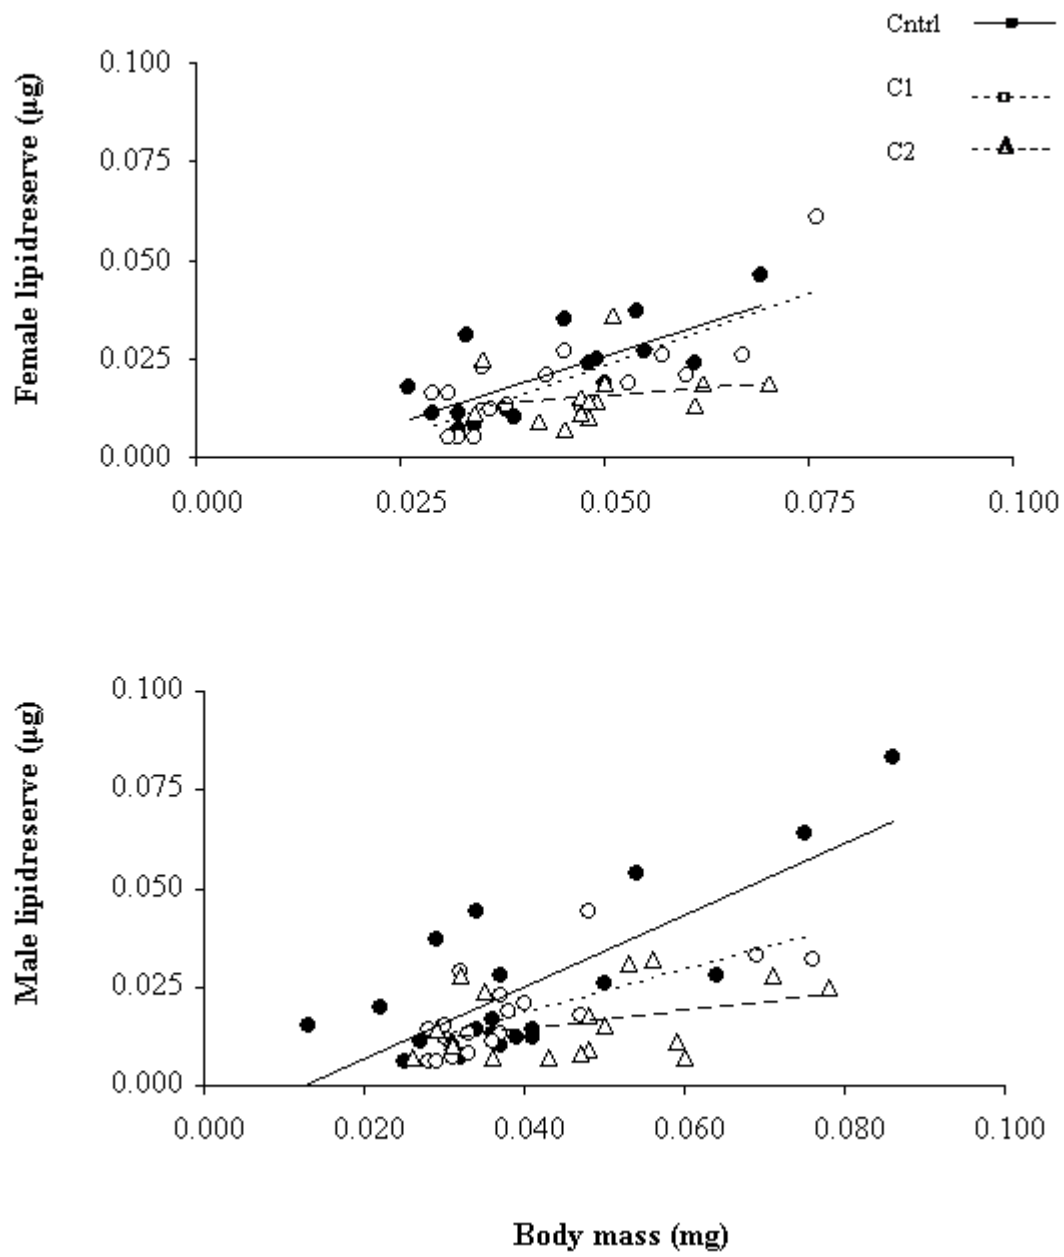 Cntrl
C1
C2
Female lipidreserve (µg)
0.100
0.075
0.050
0.025
0.000
0.000 0.025 0.050 0.075 0.100
Male lipidreserve (µg)
0.100
0.075
0.050
0.025
0.000
0.000 0.020 0.040 0.060 0.080 0.100
Body mass (mg)